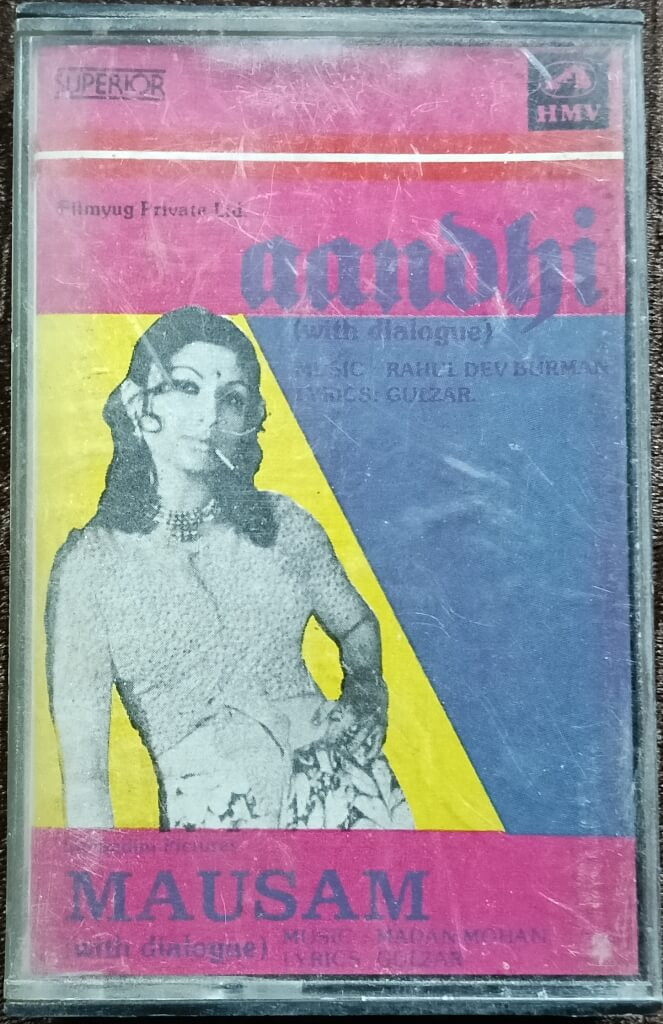 SUPERIOR
HMV
Filmyug Private Ltd.
aandhi
(with dialogue)
MUSIC : RAHUL DEV BURMAN
LYRICS: GULZAR
Pictures
MAUSAM
(with dialogue)
MUSIC : MADAN MOHAN
LYRICS : GULZAR